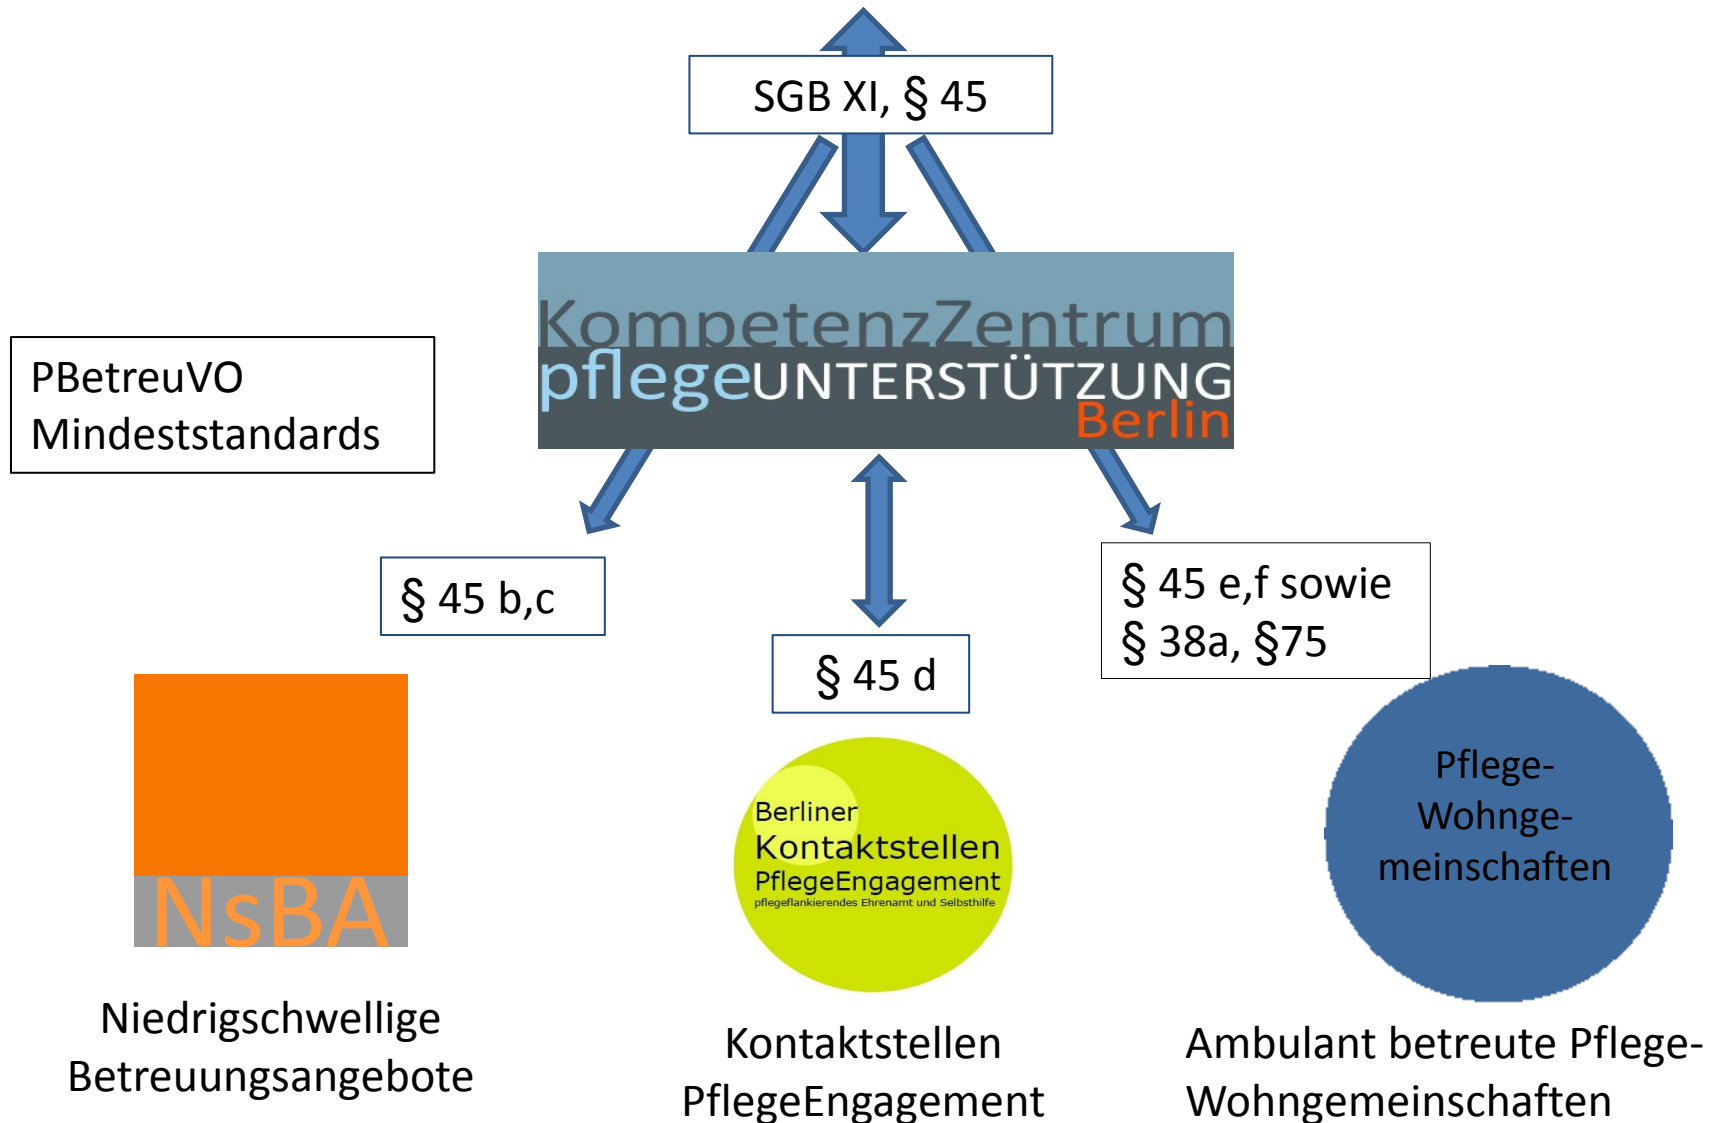 SGB XI, § 45
KompetenzZentrum
pflegeUNTERSTÜTZUNG
Berlin
PBetreuVO
Mindeststandards
§ 45 b,c
§ 45 d
§ 45 e,f sowie
§ 38a, §75
NsBA
Berliner
Kontaktstellen
PflegeEngagement
pflegeflankierendes Ehrenamt und Selbsthilfe
Pflege-
Wohnge-
meinschaften
Niedrigschwellige
Betreuungsangebote
Kontaktstellen
PflegeEngagement
Ambulant betreute Pflege-
Wohngemeinschaften